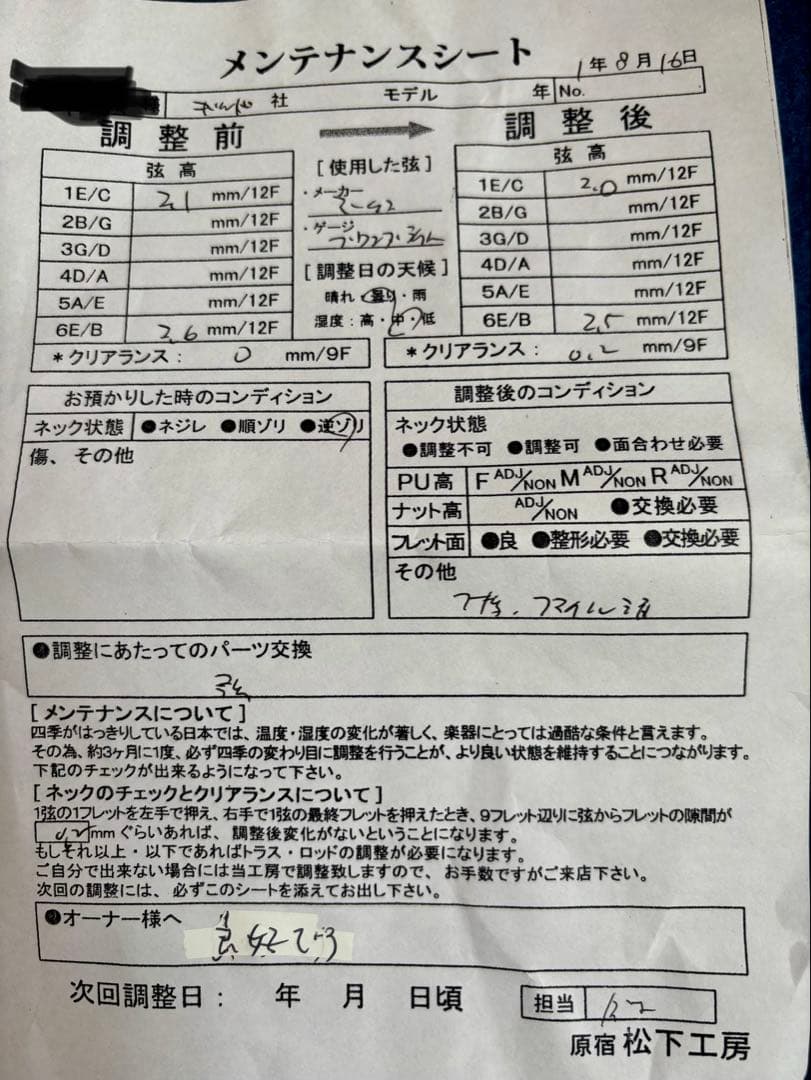 メンテナンスシート
1年8月16日
様 社 モデル 年 No.
調整前 調整後
弦高
1E/C 2.1 mm/12F
2B/G mm/12F
3G/D mm/12F
4D/A mm/12F
5A/E mm/12F
6E/B 2.6 mm/12F
*クリアランス: 0 mm/9F
[使用した弦]
・メーカー
・ゲージ
[調整日の天候]
晴れ・曇り・雨
湿度:高・中・低
弦高
1E/C 2.0 mm/12F
2B/G mm/12F
3G/D mm/12F
4D/A mm/12F
5A/E mm/12F
6E/B 2.5 mm/12F
*クリアランス: 0.2 mm/9F
お預かりした時のコンディション
ネック状態 ●ネジレ ●順ゾリ ●逆ゾリ
傷、その他
調整後のコンディション
ネック状態
●調整不可 ●調整可 ●面合わせ必要
PU高 F ADJ/NON M ADJ/NON R ADJ/NON
ナット高 ADJ/NON ●交換必要
フレット面 ●良 ●整形必要 ●交換必要
その他
●調整にあたってのパーツ交換
弦
[メンテナンスについて]
四季がはっきりしている日本では、温度・湿度の変化が著しく、楽器にとっては過酷な条件と言えます。
その為、約3ヶ月に1度、必ず四季の変わり目に調整を行うことが、より良い状態を維持することにつながります。
下記のチェックが出来るようになって下さい。
[ネックのチェックとクリアランスについて]
1弦の1フレットを左手で押え、右手で1弦の最終フレットを押えたとき、9フレット辺りに弦からフレットの隙間が
0.2mmぐらいあれば、調整後変化がないということになります。
もしそれ以上・以下であればトラス・ロッドの調整が必要になります。
ご自分で出来ない場合には当工房で調整致しますので、お手数ですがご来店下さい。
次回の調整には、必ずこのシートを添えてお出し下さい。
●オーナー様へ
良好です
次回調整日: 年 月 日頃
担当
原宿 松下工房